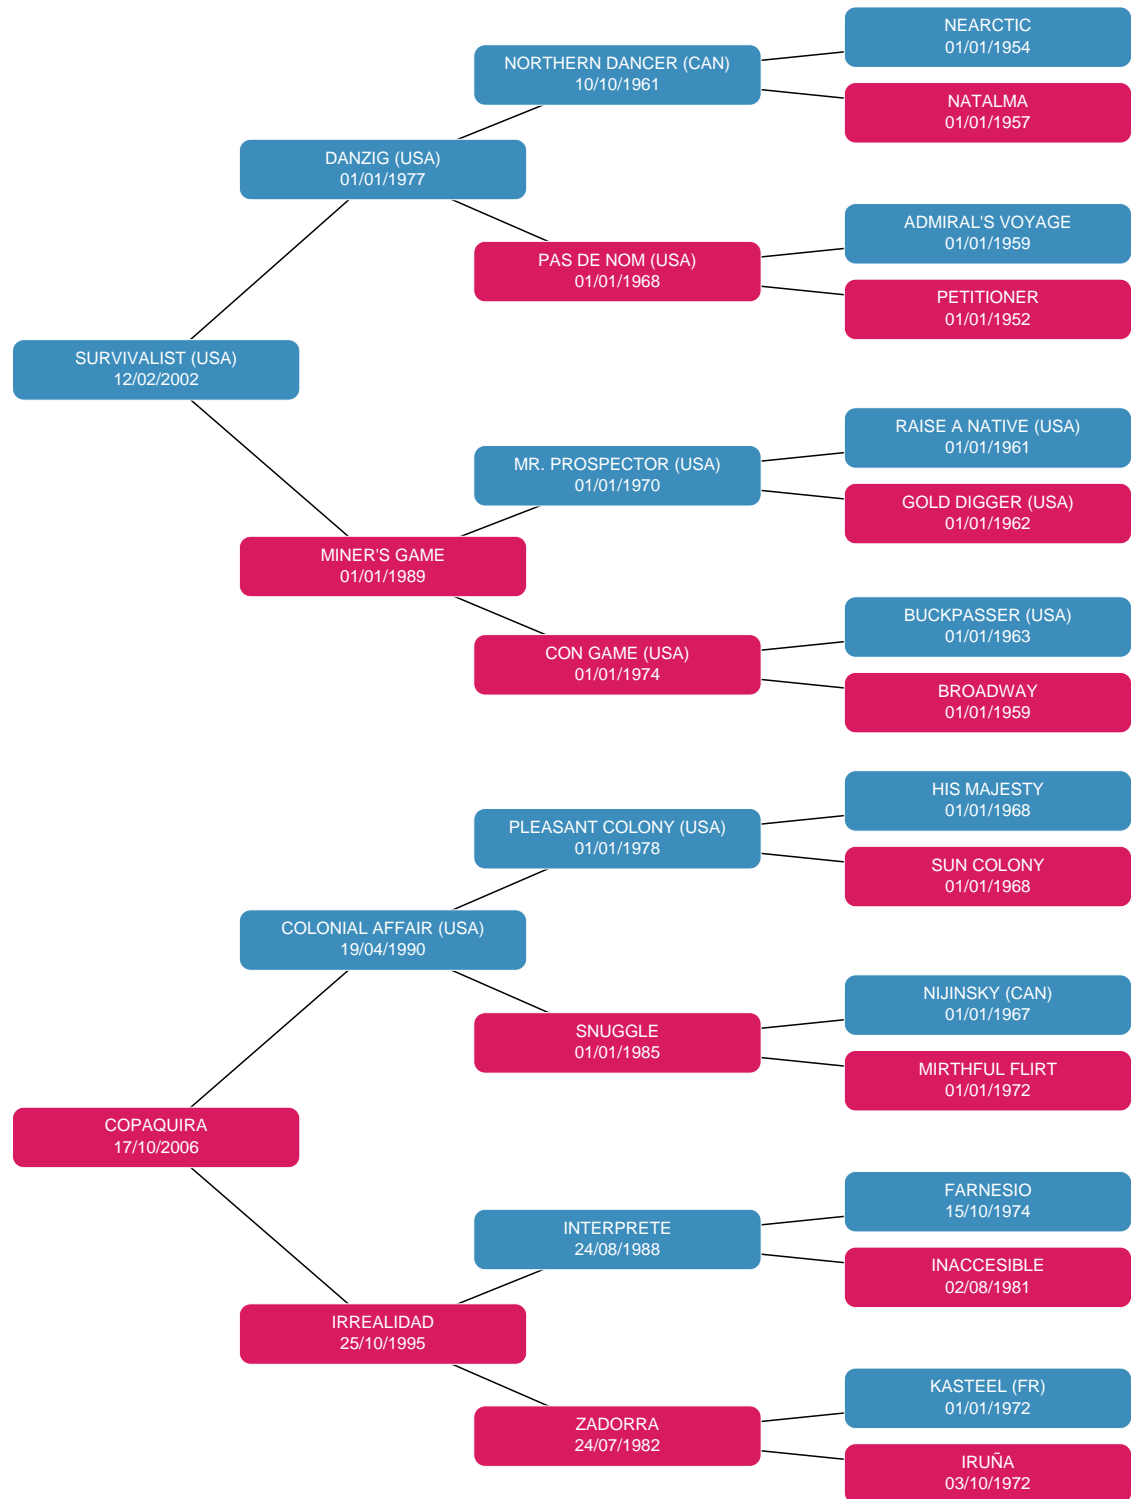 NEARCTIC
01/01/1954
NORTHERN DANCER (CAN)
10/10/1961
NATALMA
01/01/1957
DANZIG (USA)
01/01/1977
ADMIRAL'S VOYAGE
01/01/1959
PAS DE NOM (USA)
01/01/1968
PETITIONER
01/01/1952
SURVIVALIST (USA)
12/02/2002
RAISE A NATIVE (USA)
01/01/1961
MR. PROSPECTOR (USA)
01/01/1970
GOLD DIGGER (USA)
01/01/1962
MINER'S GAME
01/01/1989
BUCKPASSER (USA)
01/01/1963
CON GAME (USA)
01/01/1974
BROADWAY
01/01/1959
HIS MAJESTY
01/01/1968
PLEASANT COLONY (USA)
01/01/1978
SUN COLONY
01/01/1968
COLONIAL AFFAIR (USA)
19/04/1990
NIJINSKY (CAN)
01/01/1967
SNUGGLE
01/01/1985
MIRTHFUL FLIRT
01/01/1972
COPAQUIRA
17/10/2006
FARNESIO
15/10/1974
INTERPRETE
24/08/1988
INACCESIBLE
02/08/1981
IRREALIDAD
25/10/1995
KASTEEL (FR)
01/01/1972
ZADORRA
24/07/1982
IRUÑA
03/10/1972